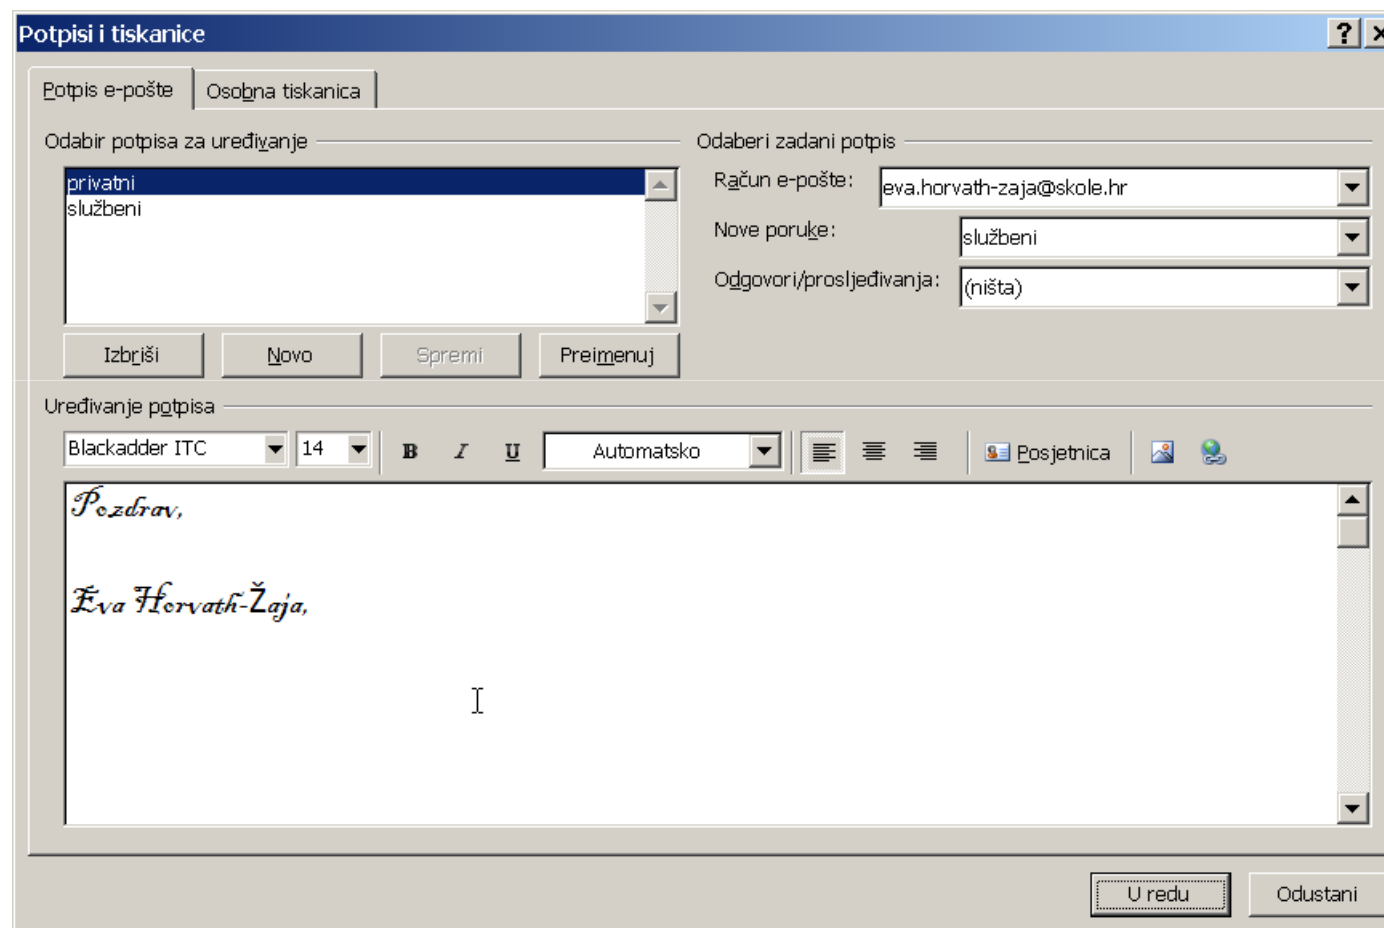 Potpisi i tiskanice
Potpis e-pošte
Osobna tiskanica
Odabir potpisa za uređivanje
privatni
službeni
Izbriši
Novo
Spremi
Preimenuj
Odaberi zadani potpis
Račun e-pošte:
eva.horvath-zaja@skole.hr
Nove poruke:
službeni
Odgovori/prosljeđivanja:
(ništa)
Uređivanje potpisa
Blackadder ITC
14
B
I
U
Automatsko
Posjetnica
Pozdrav,
Eva Horvath-Žaja,
U redu
Odustani